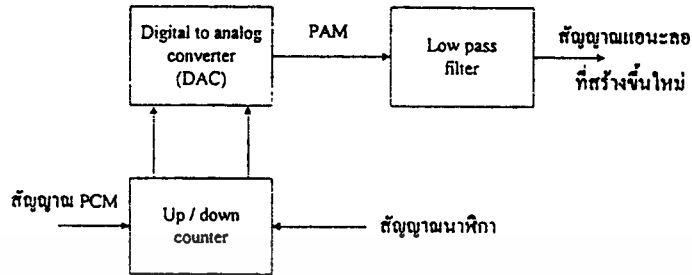 Digital to analog
converter
(DAC)
PAM
Low pass
filter
สัญญาณแอนะลอ
ที่สร้างขึ้นใหม่
สัญญาณ PCM
Up / down
counter
สัญญาณนาฬิกา